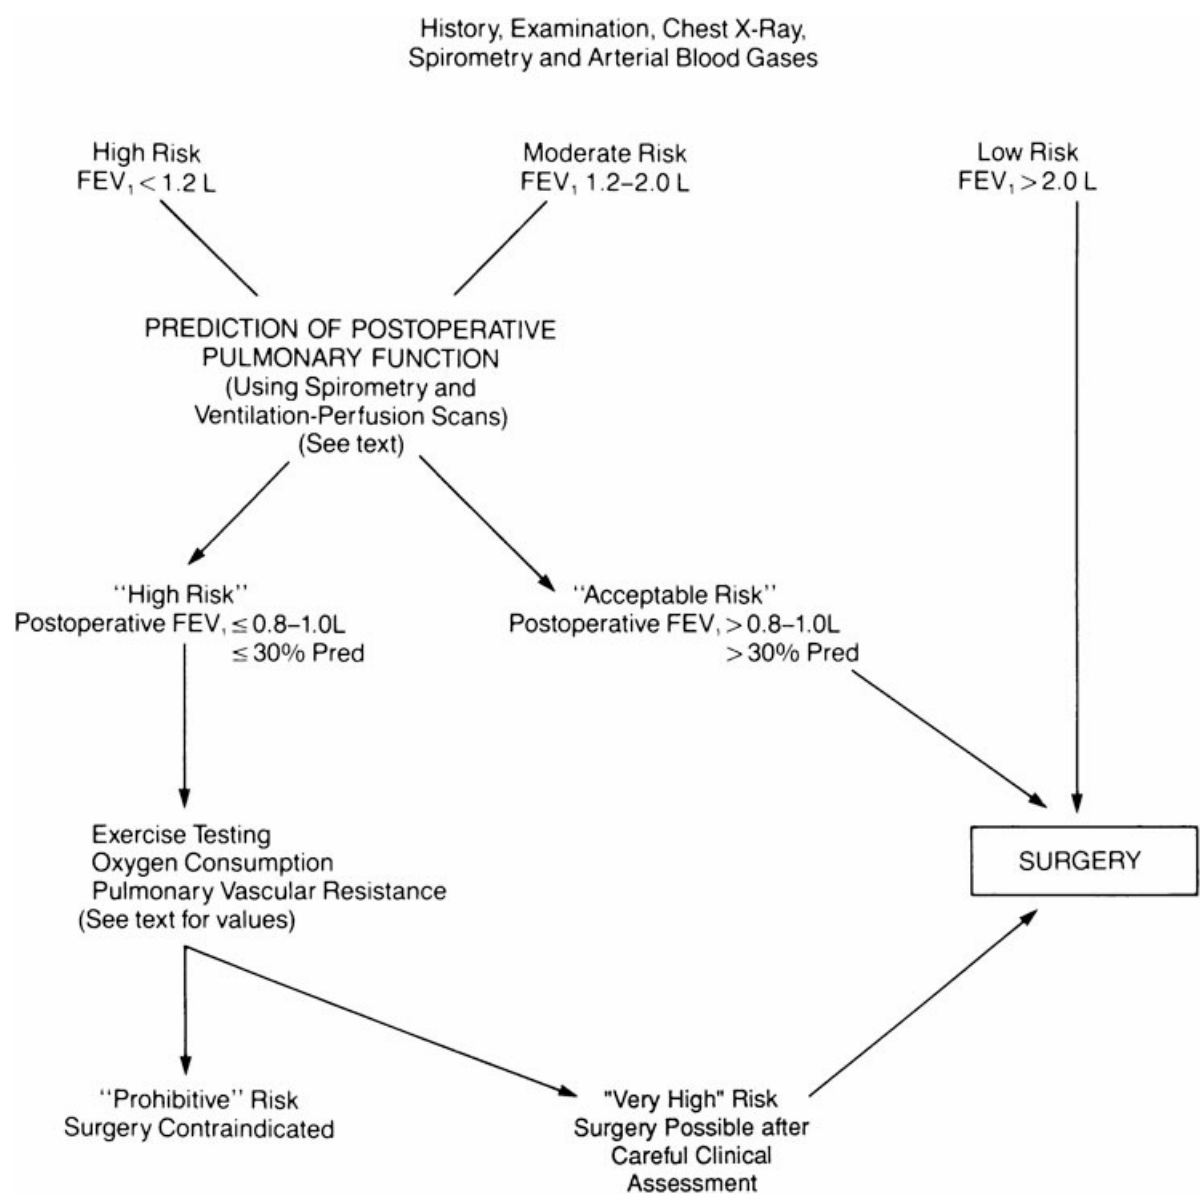 History, Examination, Chest X-Ray,
Spirometry and Arterial Blood Gases
High Risk
FEV₁ < 1.2 L
Moderate Risk
FEV₁ 1.2–2.0 L
Low Risk
FEV₁ > 2.0 L
PREDICTION OF POSTOPERATIVE
PULMONARY FUNCTION
(Using Spirometry and
Ventilation-Perfusion Scans)
(See text)
“High Risk”
Postoperative FEV₁ ≤ 0.8–1.0L
≤ 30% Pred
“Acceptable Risk”
Postoperative FEV₁ > 0.8–1.0L
> 30% Pred
Exercise Testing
Oxygen Consumption
Pulmonary Vascular Resistance
(See text for values)
SURGERY
“Prohibitive” Risk
Surgery Contraindicated
"Very High" Risk
Surgery Possible after
Careful Clinical
Assessment